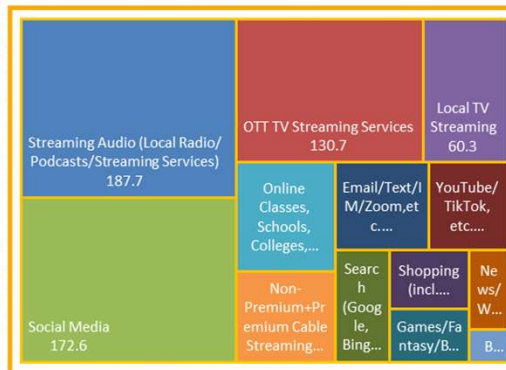 Streaming Audio (Local Radio/
Podcasts/Streaming Services)
187.7
Social Media
172.6
OTT TV Streaming Services
130.7
Local TV
Streaming
60.3
Online
Classes,
Schools,
Colleges,...
Email/Text/I
M/Zoom,etc
c....
YouTube/
TikTok,
etc....
Non-
Premium+Pr
emium Cable
Streaming...
Searc
h
(Goog
le,
Bing...
Shopping
(incl....
Ne
ws/
W...
Games/Fa
ntasy/B...
B...